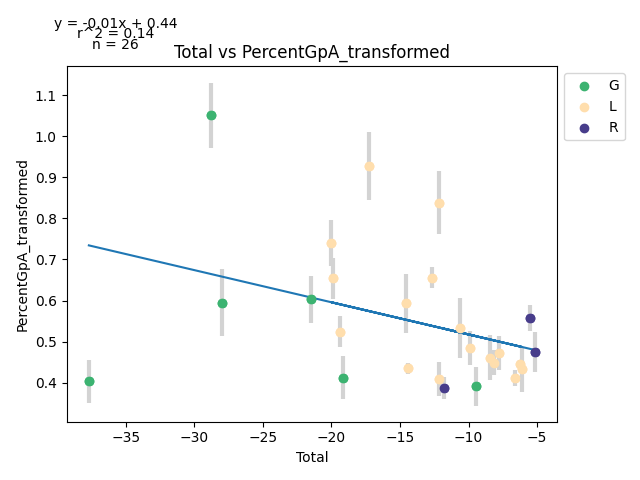 y = -0.01x + 0.44
r^2 = 0.14
n = 26
Total vs PercentGpA_transformed
G
L
R
PercentGpA_transformed
1.1
1.0
0.9
0.8
0.7
0.6
0.5
0.4
−35
−30
−25
−20
−15
−10
−5
Total